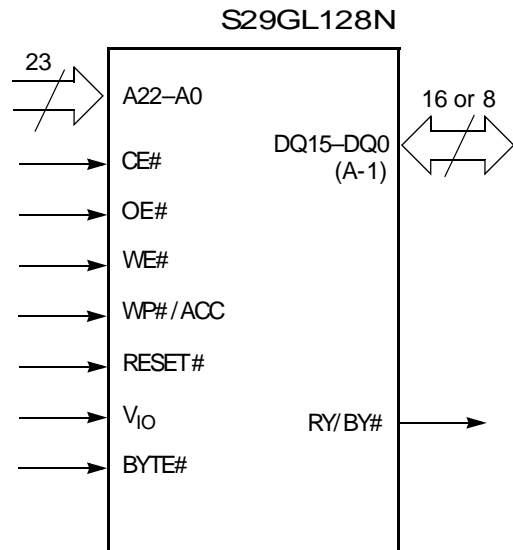 S29GL128N
23
A22–A0
16 or 8
CE#
DQ15–DQ0
(A-1)
OE#
WE#
WP#/ACC
RESET#
VIO
RY/BY#
BYTE#